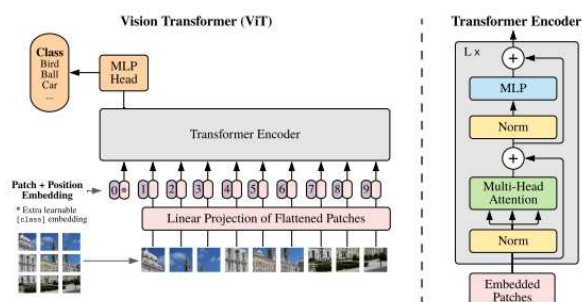 Vision Transformer (ViT)
Class
Bird
Ball
Car
...
MLP
Head
Transformer Encoder
Patch + Position
Embedding
0 * 1 2 3 4 5 6 7 8 9
* Extra learnable
[class] embedding
Linear Projection of Flattened Patches
Transformer Encoder
L x
+
MLP
Norm
+
Multi-Head
Attention
Norm
Embedded
Patches